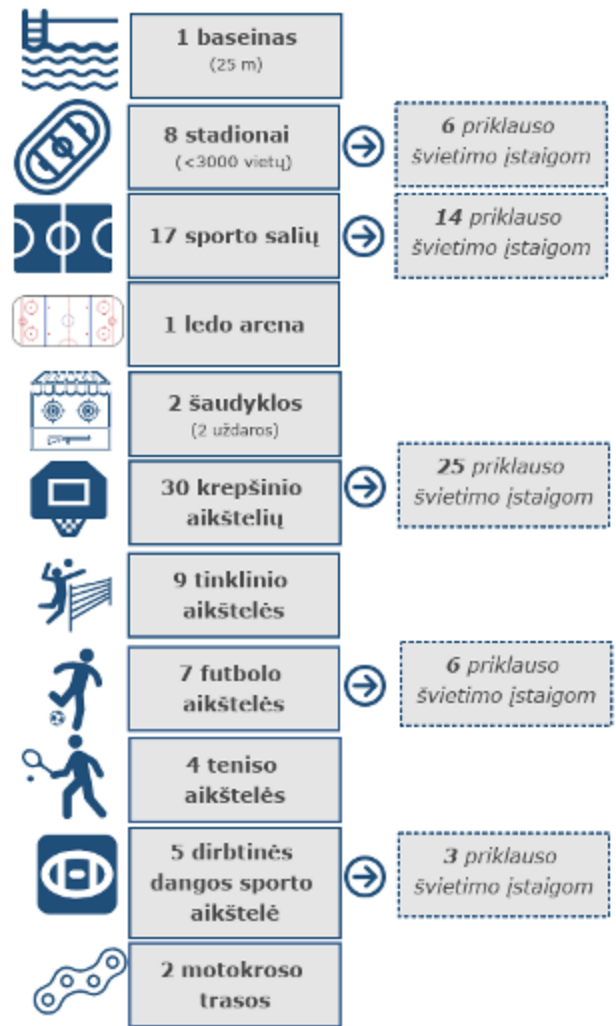 1 baseinas
(25 m)
8 stadionai
(<3000 vietų)
6 priklauso
švietimo įstaigom
17 sporto salių
14 priklauso
švietimo įstaigom
1 ledo arena
2 šaudyklos
(2 uždaros)
30 krepšinio
aikštelių
25 priklauso
švietimo įstaigom
9 tinklinio
aikštelės
7 futbolo
aikštelės
6 priklauso
švietimo įstaigom
4 teniso
aikštelės
5 dirbtinės
dangos sporto
aikštelė
3 priklauso
švietimo įstaigom
2 motokroso
trasos